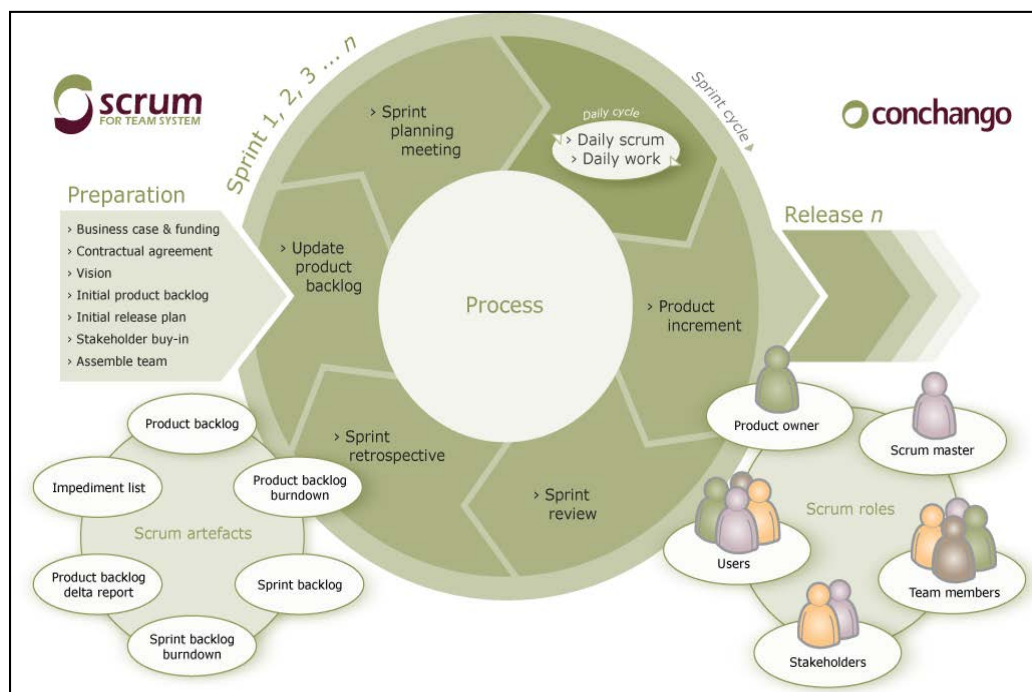 scrum
FOR TEAM SYSTEM
conchango
Sprint 1, 2, 3 ... n
Sprint cycle
Preparation
› Business case & funding
› Contractual agreement
› Vision
› Initial product backlog
› Initial release plan
› Stakeholder buy-in
› Assemble team
› Sprint
planning
meeting
Daily cycle
› Daily scrum
› Daily work
› Update
product
backlog
Process
› Product
increment
› Sprint
retrospective
› Sprint
review
Release n
Product backlog
Impediment list
Product backlog
burndown
Scrum artefacts
Product backlog
delta report
Sprint backlog
Sprint backlog
burndown
Product owner
Scrum master
Scrum roles
Users
Team members
Stakeholders